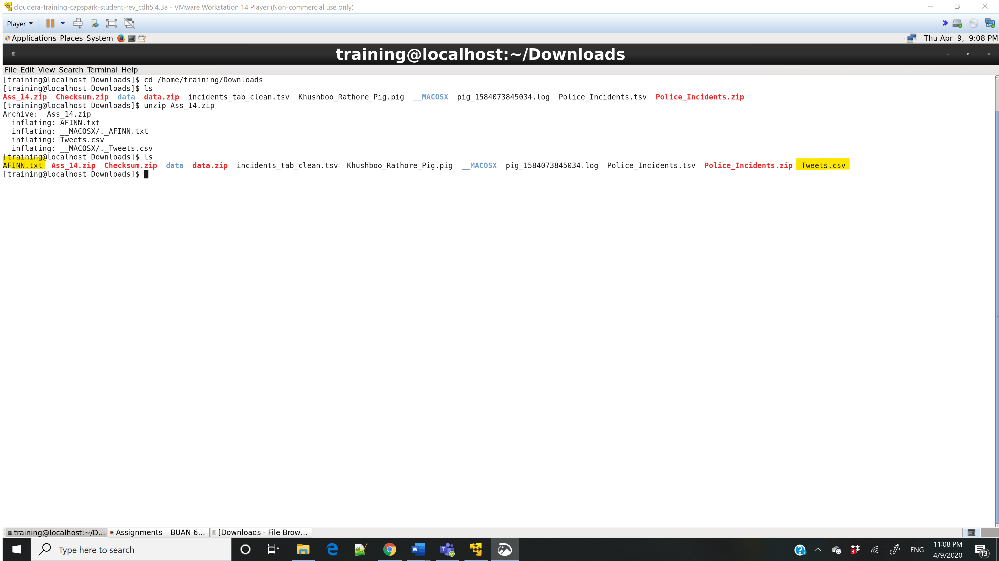 cloudera-training-capspark-student-rev_cdh5.4.3a - VMware Workstation 14 Player (Non-commercial use only)
Player
Applications Places System Thu Apr 9, 9:08 PM
training@localhost:~/Downloads
File Edit View Search Terminal Help
[training@localhost Downloads]$ cd /home/training/Downloads
[training@localhost Downloads]$ ls
Ass_14.zip Checksum.zip data data.zip incidents_tab_clean.tsv Khushboo_Rathore_Pig.pig __MACOSX pig_1584073845034.log Police_Incidents.tsv Police_Incidents.zip
[training@localhost Downloads]$ unzip Ass_14.zip
Archive: Ass_14.zip
inflating: AFINN.txt
inflating: __MACOSX/._AFINN.txt
inflating: Tweets.csv
inflating: __MACOSX/._Tweets.csv
[training@localhost Downloads]$ ls
AFINN.txt Ass_14.zip Checksum.zip data data.zip incidents_tab_clean.tsv Khushboo_Rathore_Pig.pig __MACOSX pig_1584073845034.log Police_Incidents.tsv Police_Incidents.zip Tweets.csv
[training@localhost Downloads]$
training@localhost:~/D... Assignments – BUAN 6... [Downloads - File Brow...
Type here to search W T 3 ENG 11:08 PM 13
4/9/2020